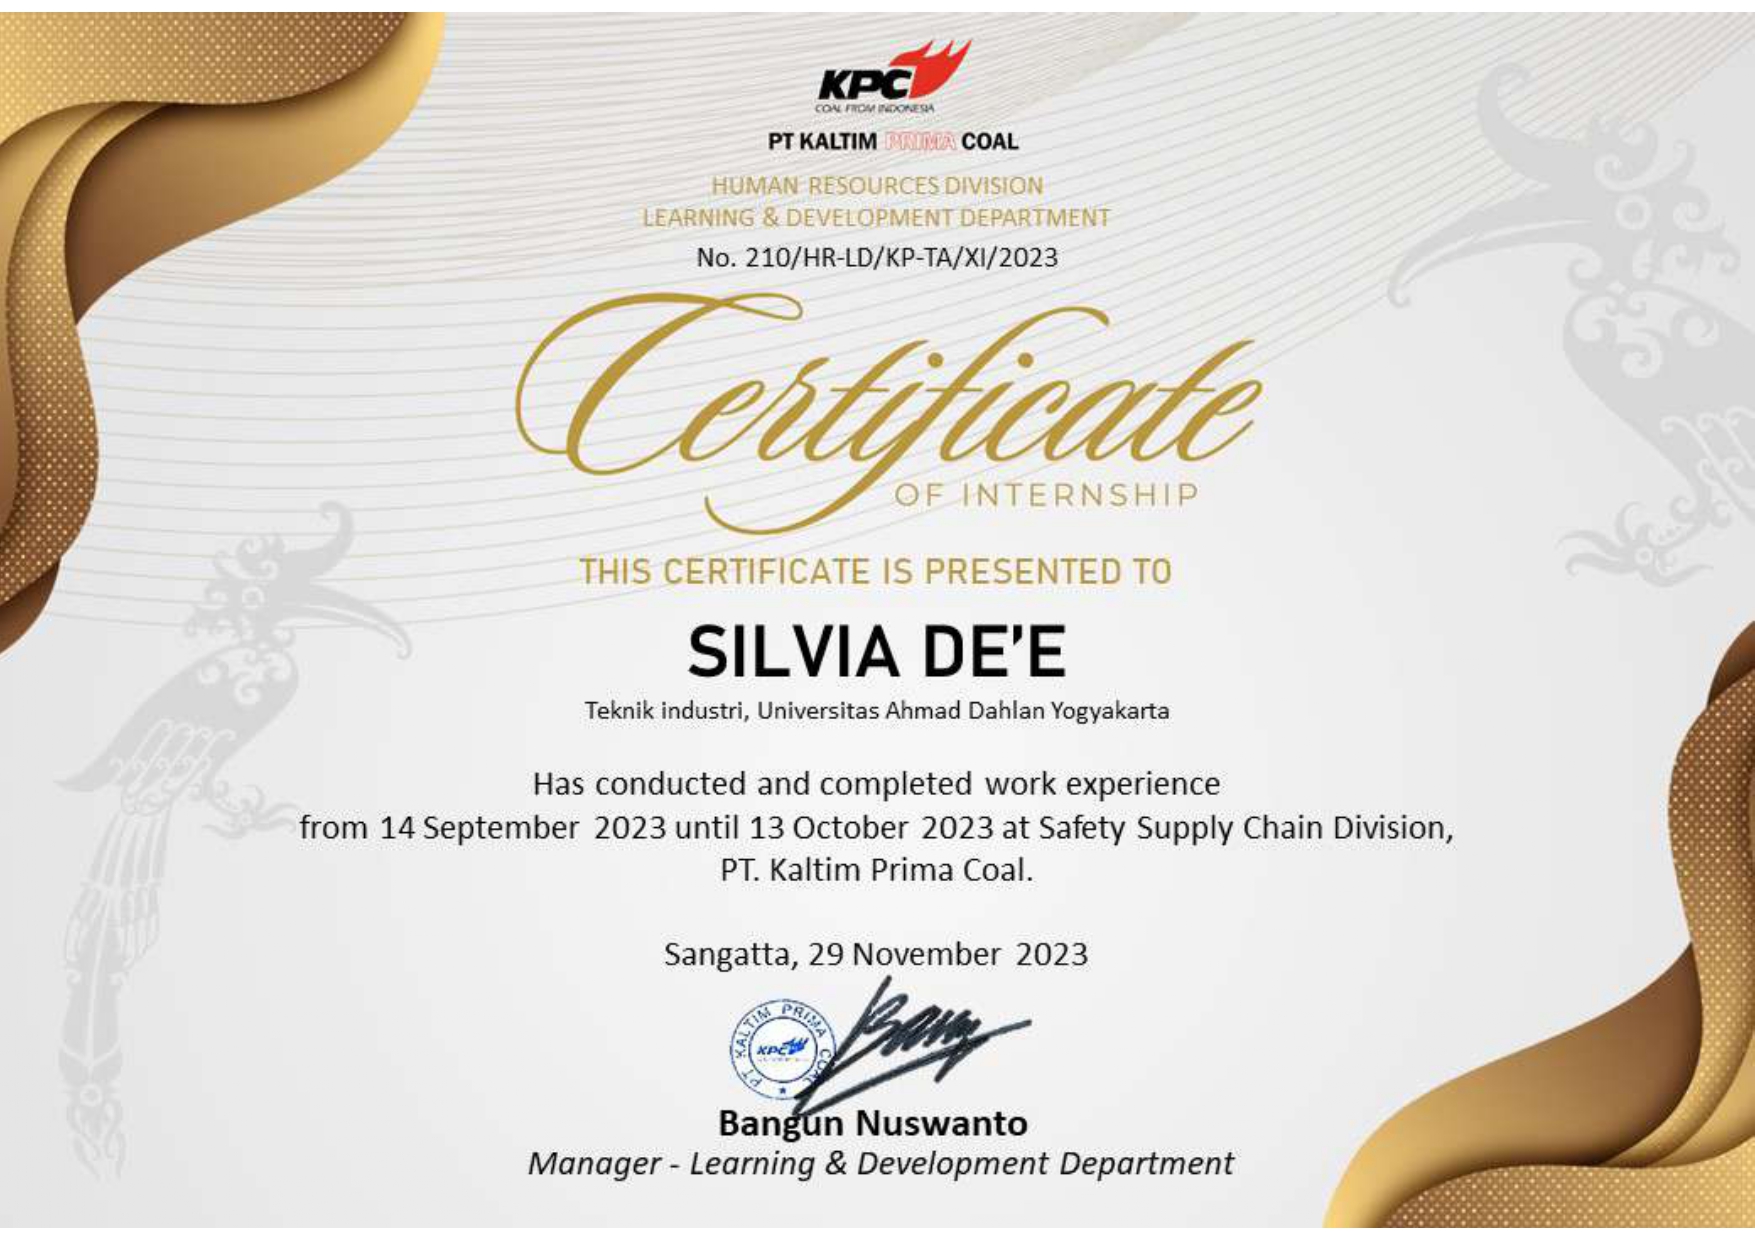 KPC
COAL FROM INDONESIA
PT KALTIM PRIMA COAL
HUMAN RESOURCES DIVISION
LEARNING & DEVELOPMENT DEPARTMENT
No. 210/HR-LD/KP-TA/XI/2023
Certificate
OF INTERNSHIP
THIS CERTIFICATE IS PRESENTED TO
SILVIA DE’E
Teknik industri, Universitas Ahmad Dahlan Yogyakarta
Has conducted and completed work experience
from 14 September 2023 until 13 October 2023 at Safety Supply Chain Division,
PT. Kaltim Prima Coal.
Sangatta, 29 November 2023
PT KALTIM PRIMA COAL
KPC
Bangun Nuswanto
Manager - Learning & Development Department